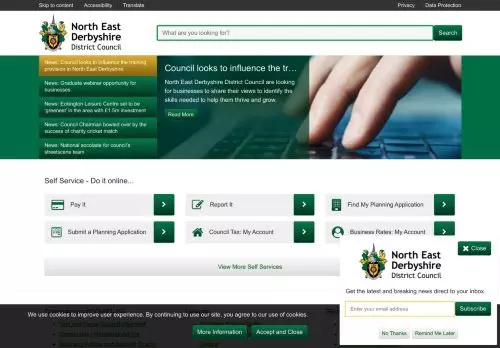 Skip to content Accessibility Translate Privacy Data Protection
North East
Derbyshire
District Council
What are you looking for?
Search
News: Council looks to influence the training
provision in North East Derbyshire
News: Graduate webinar opportunity for
businesses
News: Eckington Leisure Centre set to be
'greener' in the area with £1.5m investment
News: Council Chairman bowled over by the
success of charity cricket match
News: National accolade for council's
streetscene team
Council looks to influence the tr...
North East Derbyshire District Council are looking
for businesses to share their views to identify the
skills needed to help them thrive and grow.
Read More
Self Service - Do it online...
Pay It
Report It
Find My Planning Application
Submit a Planning Application
Council Tax: My Account
Business Rates: My Account
View More Self Services
Close
North East
Derbyshire
District Council
Get the latest and breaking news direct to your inbox.
Enter your email address
Subscribe
No Thanks
Remind Me Later
We use cookies to improve user experience. By continuing to use our site, you agree to our use of cookies.
More Information
Accept and Close